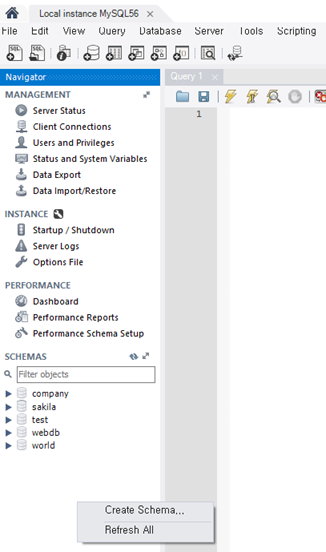 Local instance MySQL56
File Edit View Query Database Server Tools Scripting
Navigator
Query 1
MANAGEMENT
1
Server Status
Client Connections
Users and Privileges
Status and System Variables
Data Export
Data Import/Restore
INSTANCE
Startup / Shutdown
Server Logs
Options File
PERFORMANCE
Dashboard
Performance Reports
Performance Schema Setup
SCHEMAS
Filter objects
company
sakila
test
webdb
world
Create Schema...
Refresh All